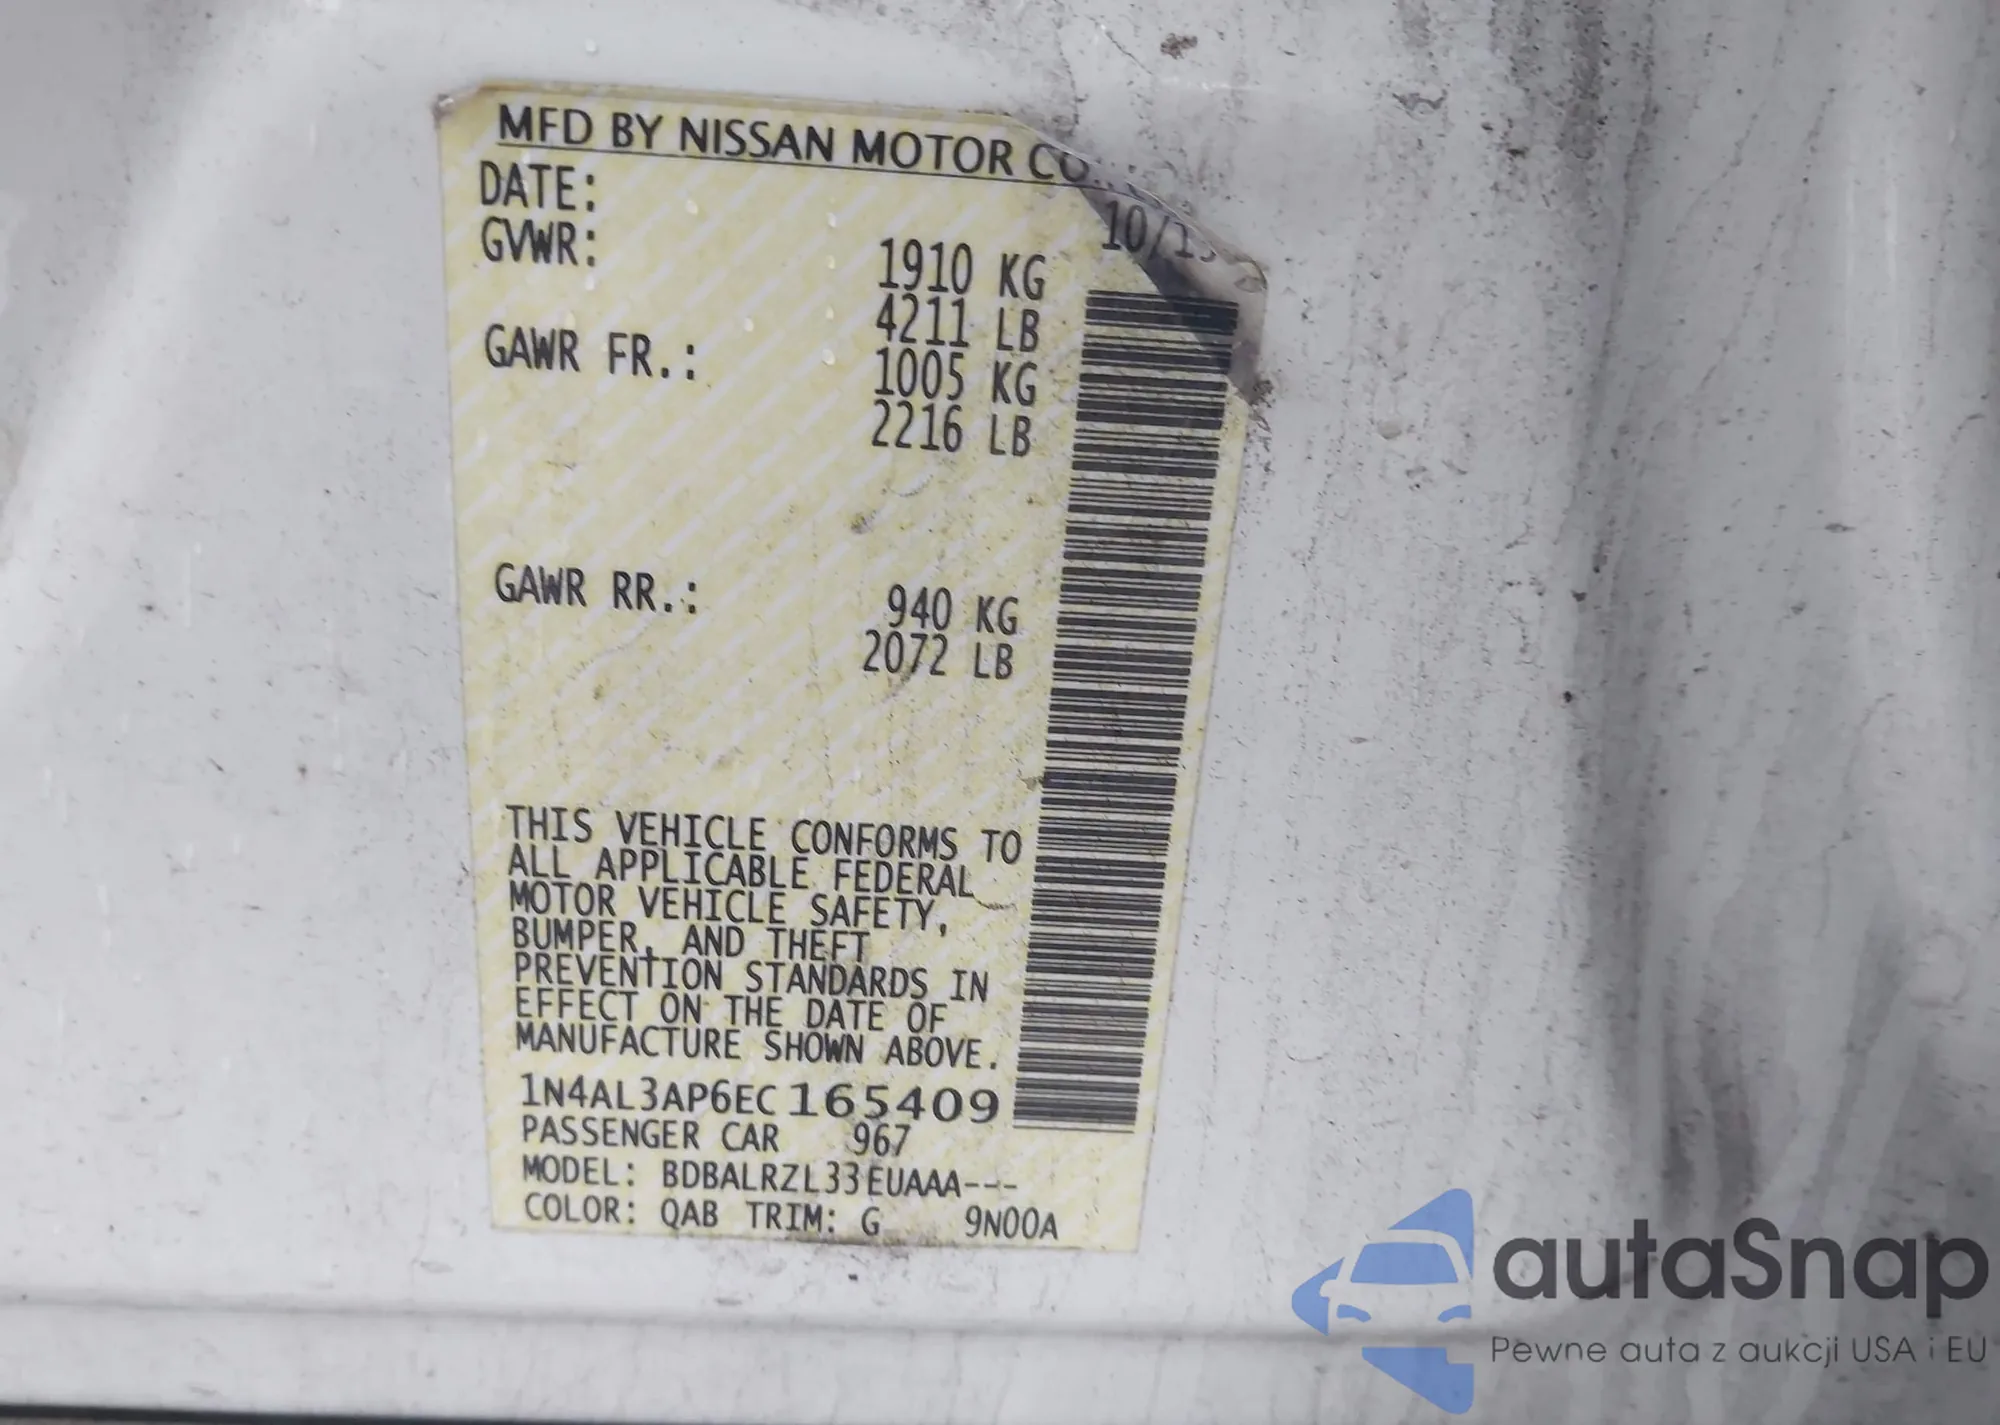 MFD BY NISSAN MOTOR CO
DATE: 10/13
GVWR: 1910 KG
4211 LB
GAWR FR.: 1005 KG
2216 LB
GAWR RR.: 940 KG
2072 LB
THIS VEHICLE CONFORMS TO
ALL APPLICABLE FEDERAL
MOTOR VEHICLE SAFETY,
BUMPER, AND THEFT
PREVENTION STANDARDS IN
EFFECT ON THE DATE OF
MANUFACTURE SHOWN ABOVE.
1N4AL3AP6EC165409
PASSENGER CAR 967
MODEL: BDBALRZL33EUAAA---
COLOR: QAB TRIM: G 9N00A
autaSnap
Pewne auta z aukcji USA i EU